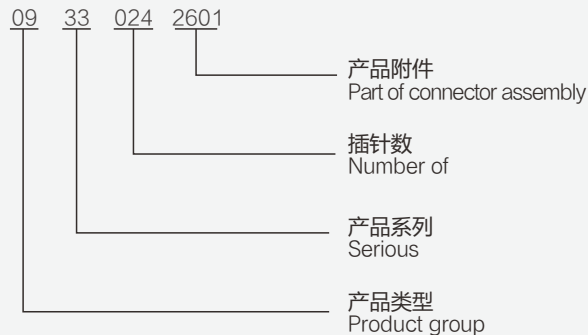 09 33 024 2601
产品附件
Part of connector assembly
插针数
Number of
产品系列
Serious
产品类型
Product group